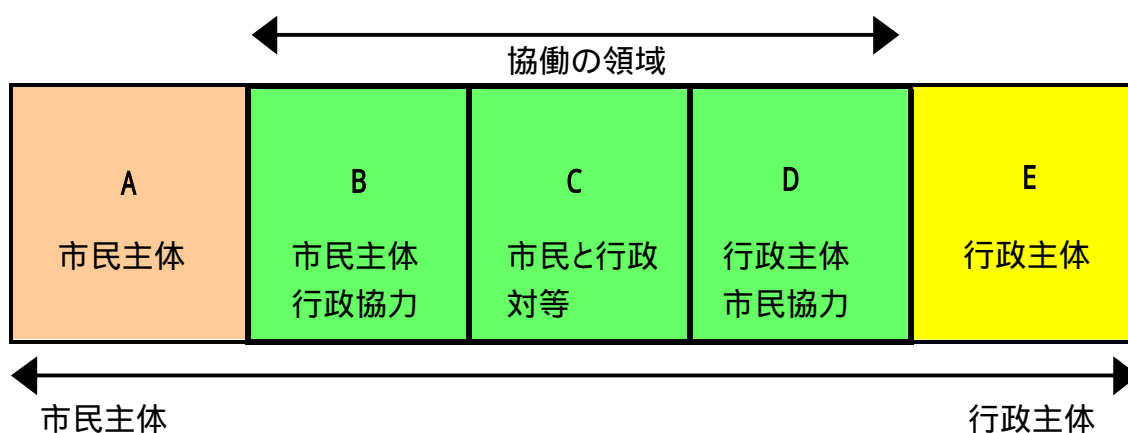 協働の領域
A
市民主体
B
市民主体
行政協力
C
市民と行政
対等
D
行政主体
市民協力
E
行政主体
市民主体
行政主体